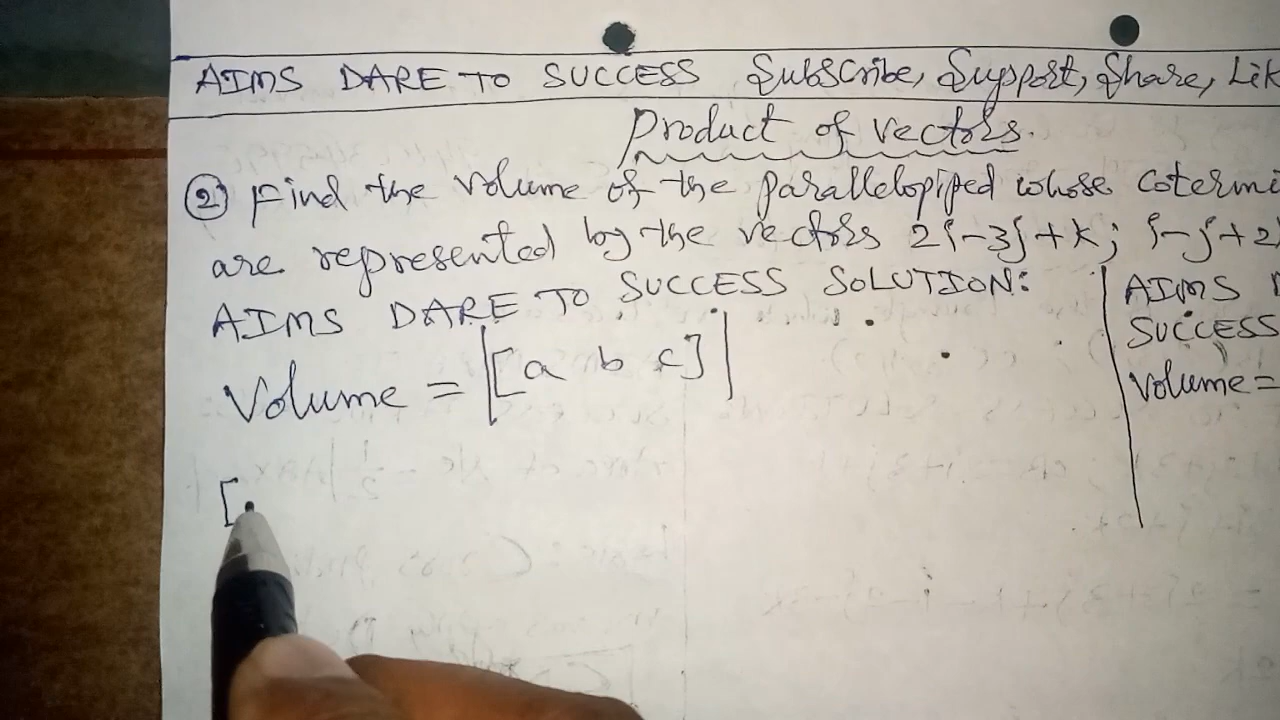 AIMS DARE TO SUCCESS Subscribe, Support, Share, Lik
Product of vectors.
② Find the volume of the parallelopiped whose cotermi
are represented by the vectors 2i-3j+k; i-j+2
AIMS DARE TO SUCCESS SOLUTION:
Volume = |[a b c]|
[
AIMS
SUCCESS
Volume=